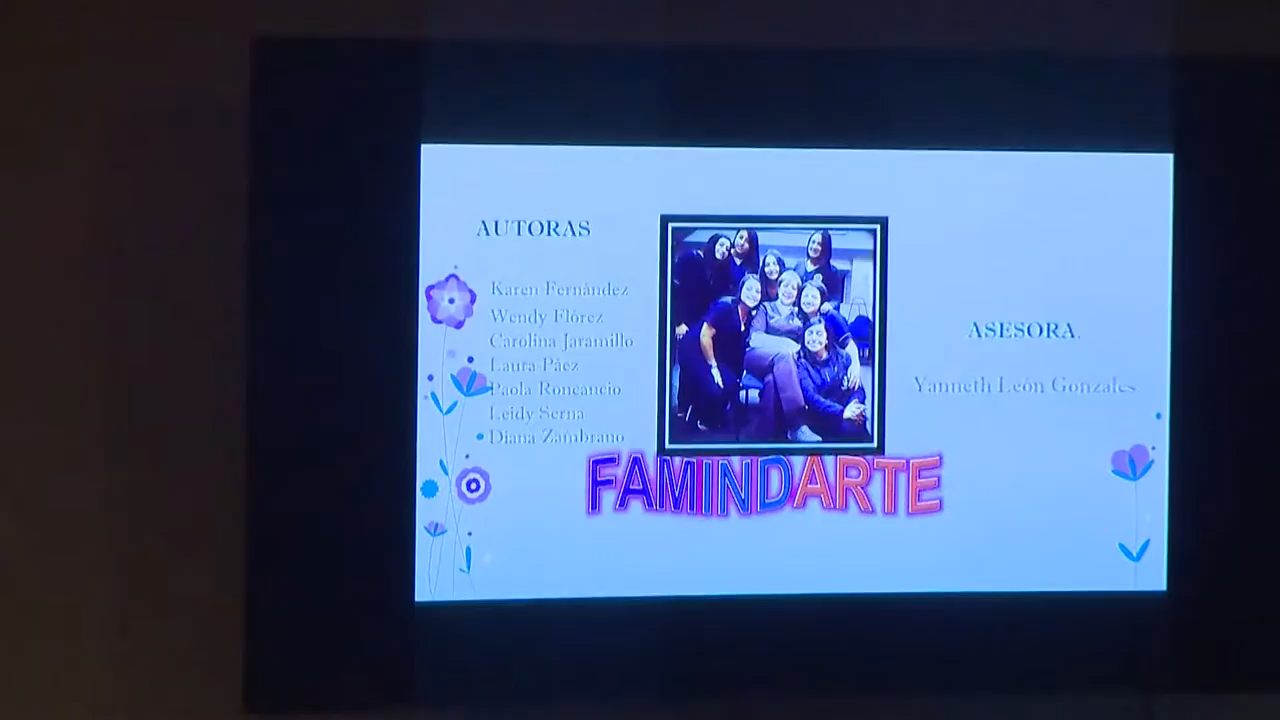 AUTORAS
Karen Fernández
Wendy Flórez
Carolina Jaramillo
Laura Páez
Paola Roncancio
Leidy Serna
Diana Zambrano
FAMINDARTE
ASESORA.
Yanneth León Gonzales